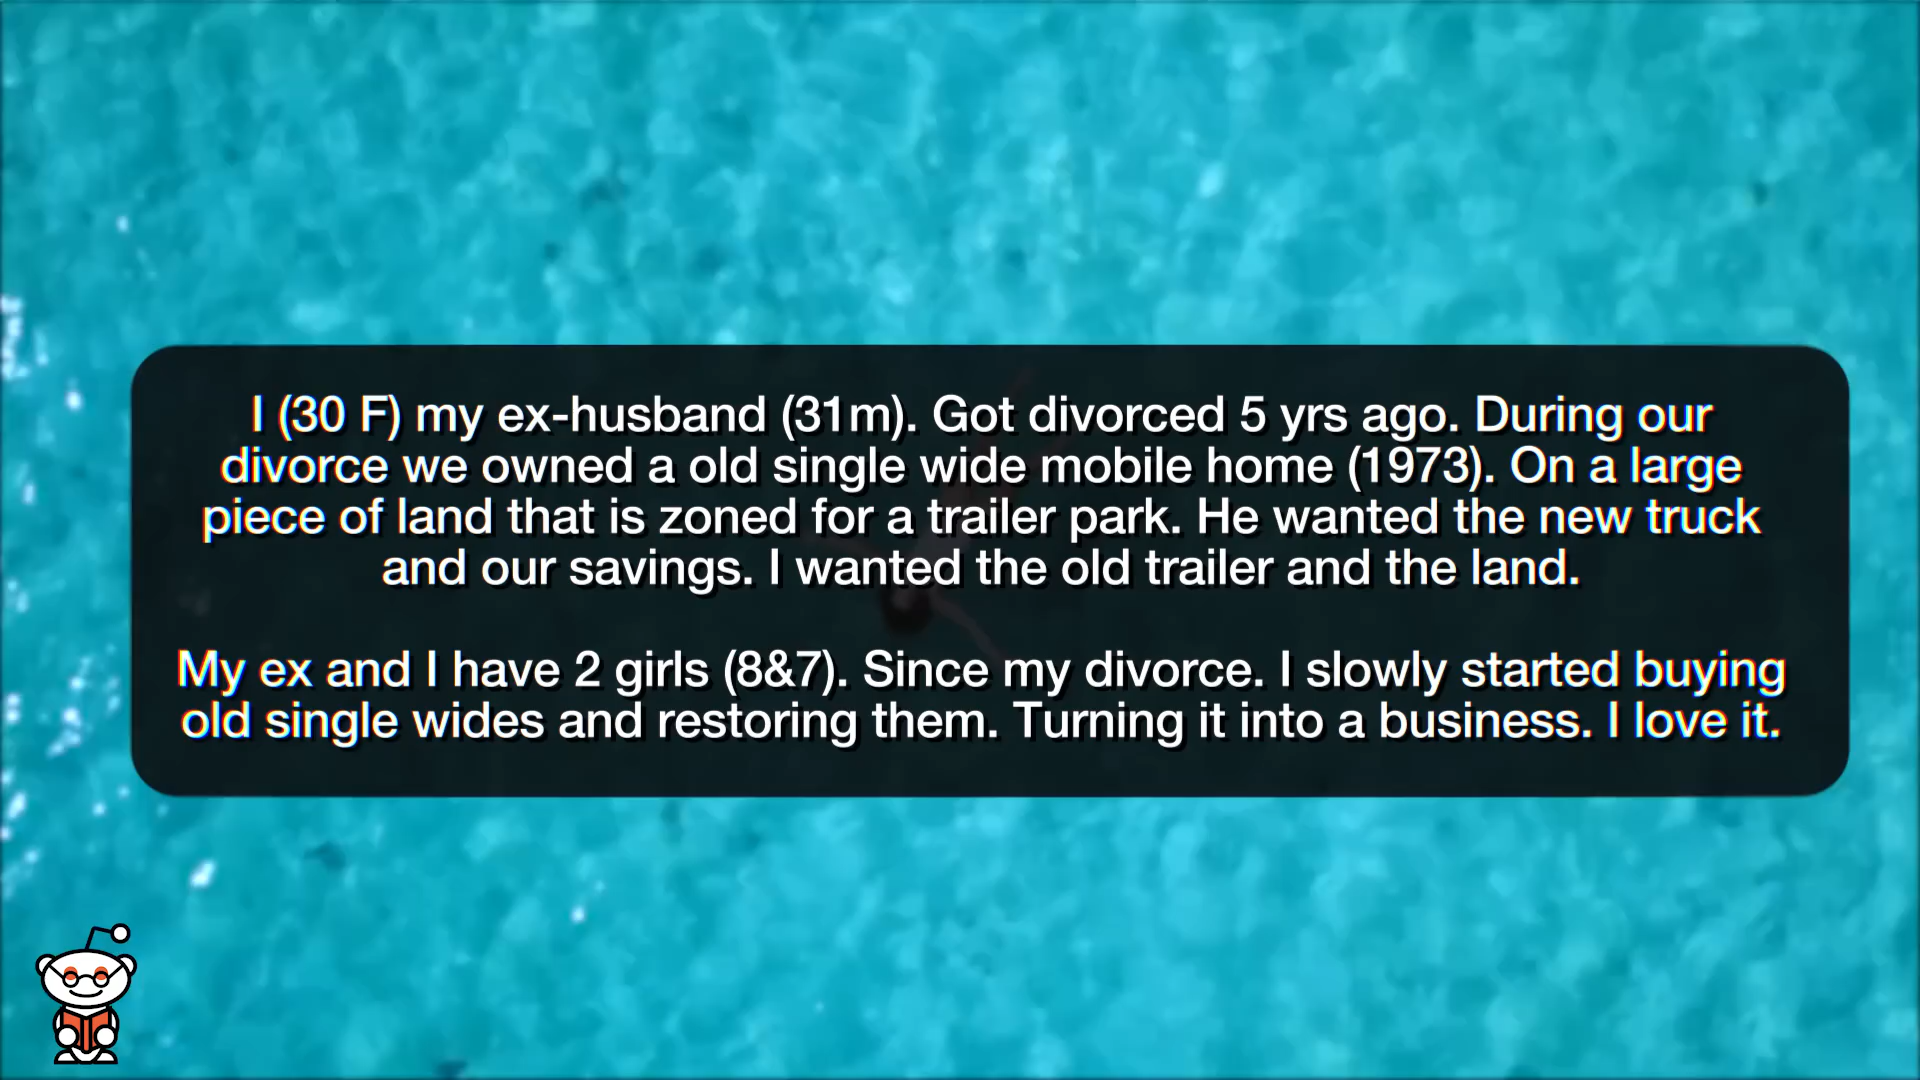 I (30 F) my ex-husband (31m). Got divorced 5 yrs ago. During our
divorce we owned a old single wide mobile home (1973). On a large
piece of land that is zoned for a trailer park. He wanted the new truck
and our savings. I wanted the old trailer and the land.
My ex and I have 2 girls (8&7). Since my divorce. I slowly started buying
old single wides and restoring them. Turning it into a business. I love it.